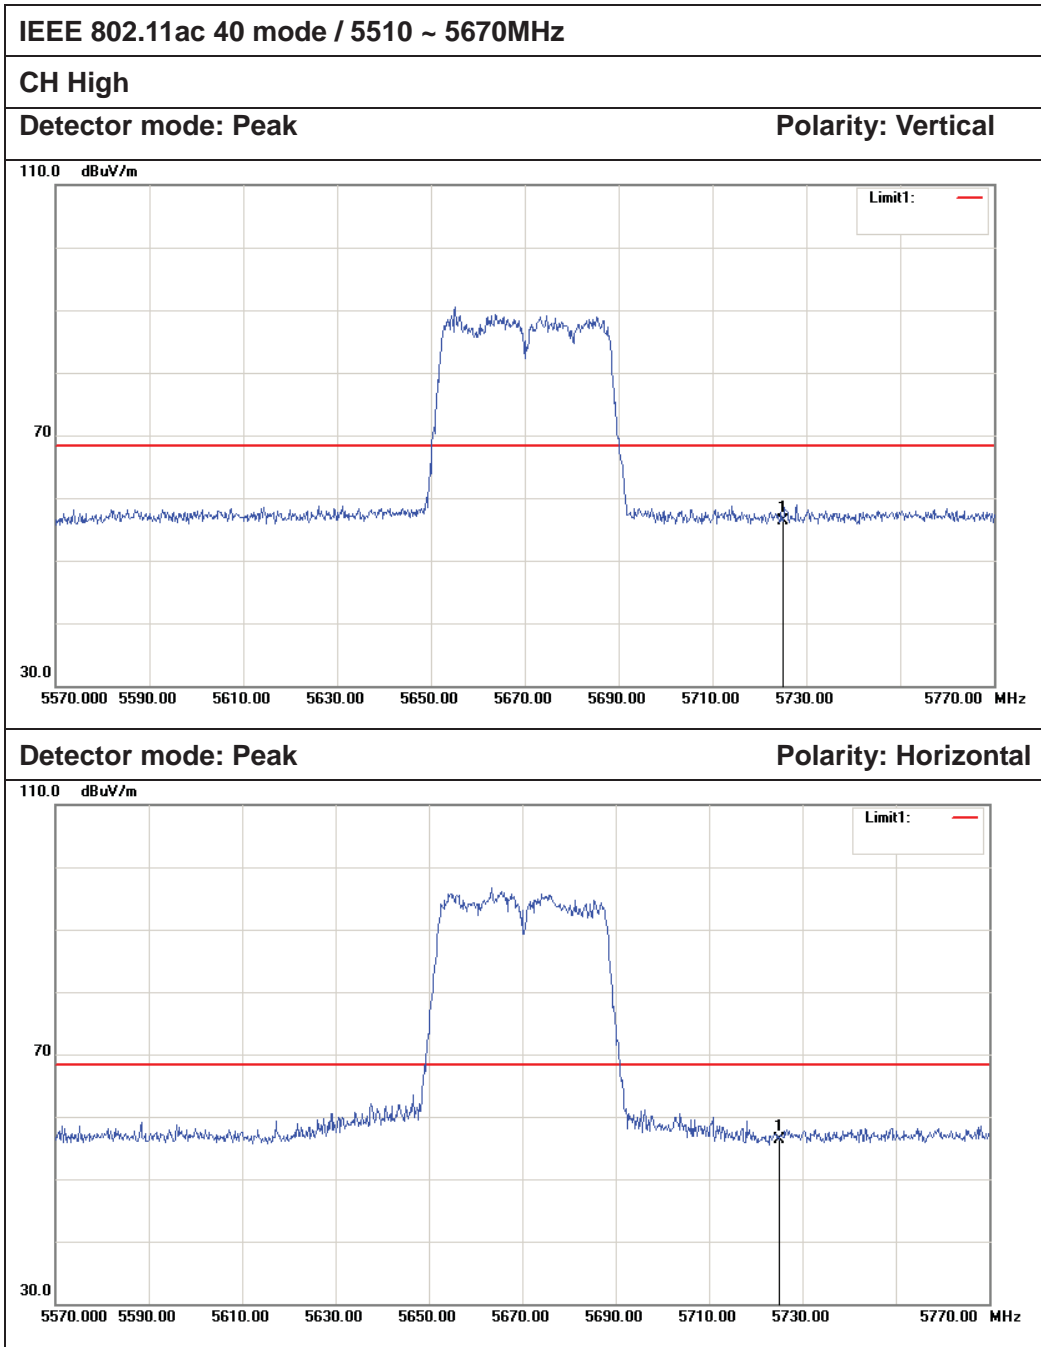 IEEE 802.11ac 40 mode / 5510 ~ 5670MHz
CH High
Detector mode: Peak Polarity: Vertical
110.0 dBuV/m
Limit1:
70
1
30.0
5570.000 5590.00 5610.00 5630.00 5650.00 5670.00 5690.00 5710.00 5730.00 5770.00 MHz
Detector mode: Peak Polarity: Horizontal
110.0 dBuV/m
Limit1:
70
1
30.0
5570.000 5590.00 5610.00 5630.00 5650.00 5670.00 5690.00 5710.00 5730.00 5770.00 MHz